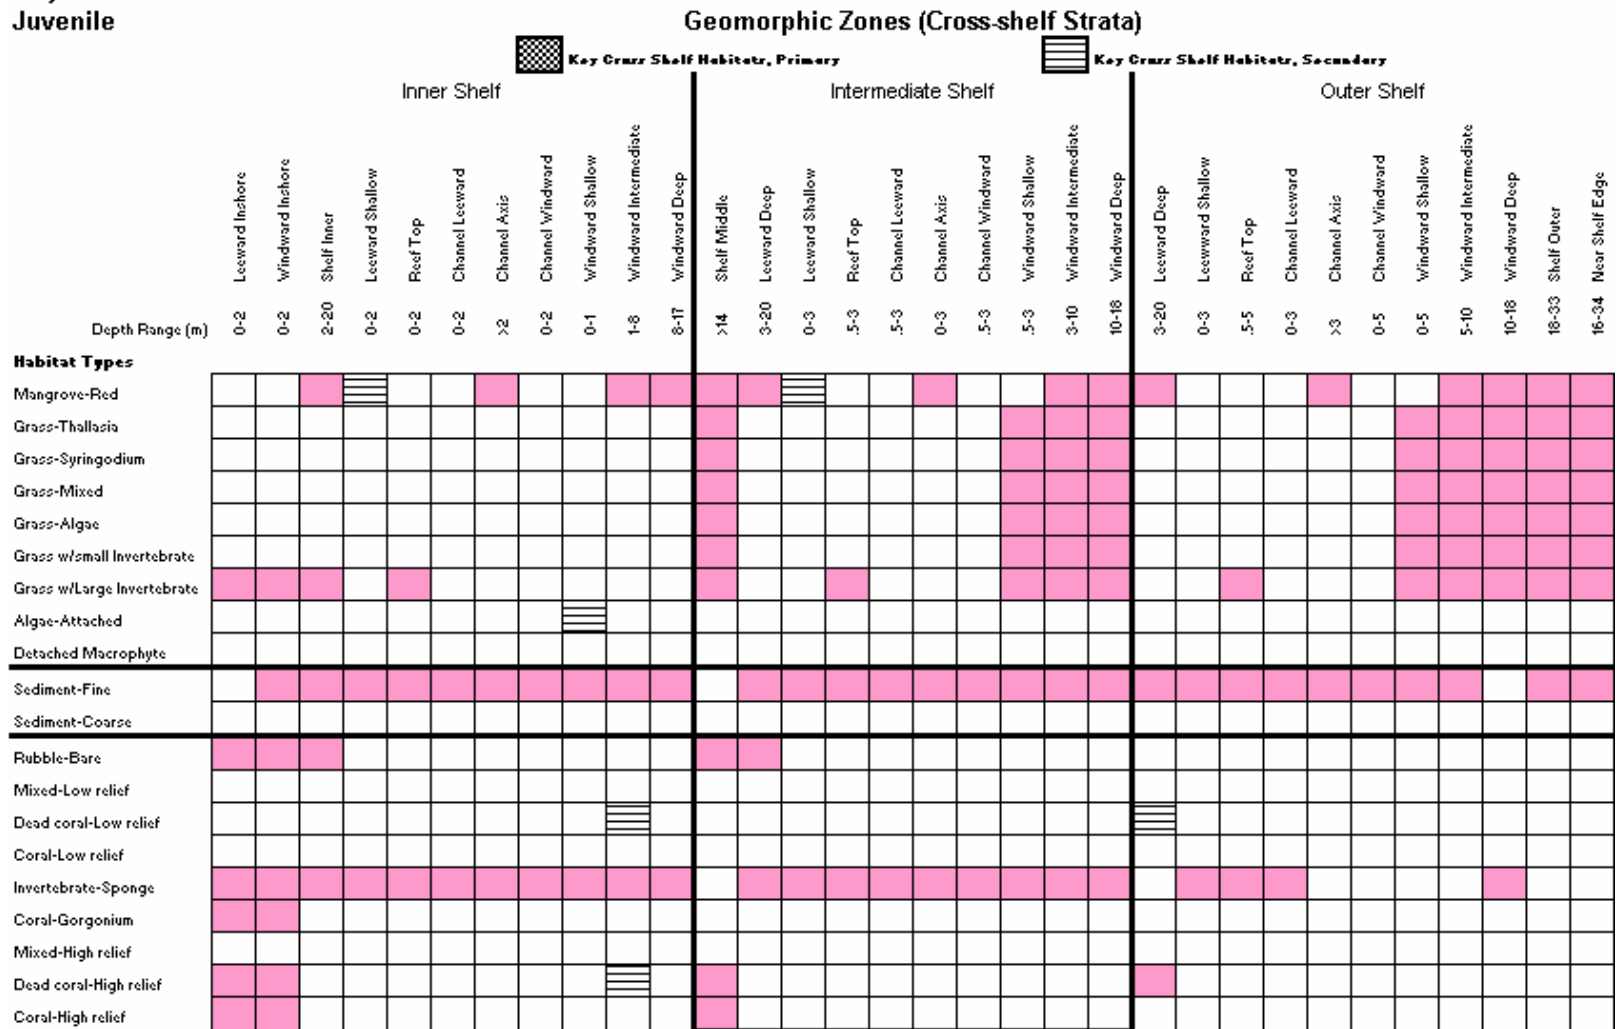 Juvenile
Geomorphic Zones (Cross-shelf Strata)
Key Cross Shelf Habitats, Primary
Key Cross Shelf Habitats, Secondary
Inner Shelf
Intermediate Shelf
Outer Shelf
Leeward Inshore
Windward Inshore
Shelf Inner
Leeward Shallow
Reef Top
Channel Leeward
Channel Axis
Channel Windward
Windward Shallow
Windward Intermediate
Windward Deep
Shelf Middle
Leeward Deep
Leeward Shallow
Reef Top
Channel Leeward
Channel Axis
Channel Windward
Windward Shallow
Windward Intermediate
Windward Deep
Leeward Deep
Leeward Shallow
Reef Top
Channel Leeward
Channel Axis
Channel Windward
Windward Shallow
Windward Intermediate
Windward Deep
Shelf Outer
Near Shelf Edge
Depth Range (m) 0-2 0-2 2-20 0-2 0-2 0-2 >2 0-2 0-1 1-8 8-17 >14 3-20 0-3 .5-3 .5-3 0-3 .5-3 .5-3 3-10 10-18 3-20 0-3 .5-5 0-3 >3 0-5 0-5 5-10 10-18 18-33 16-34
Habitat Types
Mangrove-Red
Grass-Thallasia
Grass-Syringodium
Grass-Mixed
Grass-Algae
Grass w/small Invertebrate
Grass w/Large Invertebrate
Algae-Attached
Detached Macrophyte
Sediment-Fine
Sediment-Coarse
Rubble-Bare
Mixed-Low relief
Dead coral-Low relief
Coral-Low relief
Invertebrate-Sponge
Coral-Gorgonium
Mixed-High relief
Dead coral-High relief
Coral-High relief